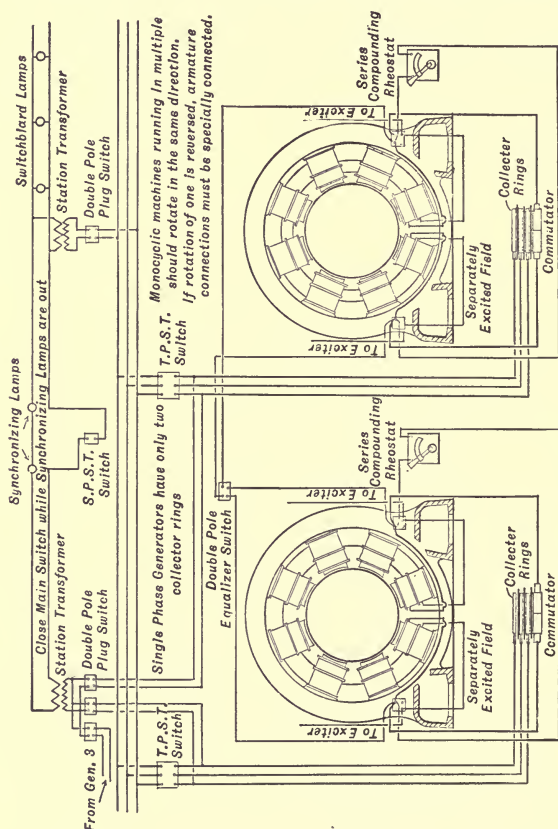 Switchboard Lamps
Station Transformer
Double Pole
Plug Switch
Synchronizing Lamps
Close Main Switch while Synchronizing Lamps are out
S.P.S.T.
Switch
Station Transformer
Double Pole
Plug Switch
From Gen. 3
Monocyclic machines running in multiple
should rotate in the same direction.
If rotation of one is reversed, armature
connections must be specially connected.
T.P.S.T.
Switch
Single Phase Generators have only two
collector rings
T.P.S.T.
Switch
Double Pole
Equalizer Switch
To Exciter
To Exciter
Series
Compounding
Rheostat
Separately
Excited Field
Collecter
Rings
Commutator
To Exciter
To Exciter
Series
Compounding
Rheostat
Separately
Excited Field
Collecter
Rings
Commutator